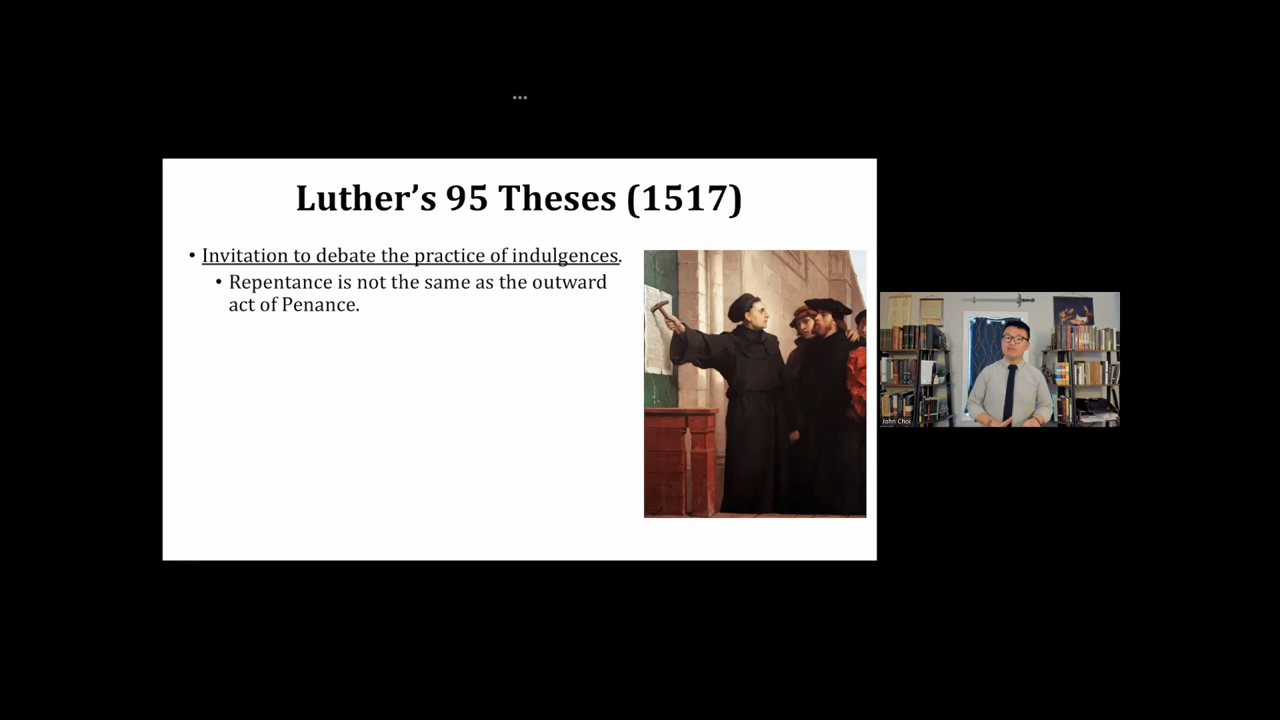 Luther’s 95 Theses (1517)
• Invitation to debate the practice of indulgences.
• Repentance is not the same as the outward
act of Penance.
John Choi